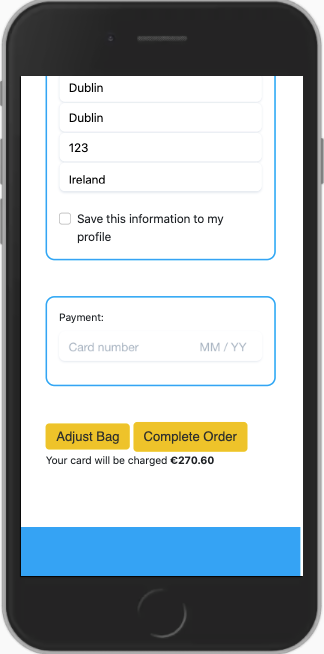 Dublin
Dublin
123
Ireland
Save this information to my
profile
Payment:
Card number MM / YY
Adjust Bag Complete Order
Your card will be charged €270.60